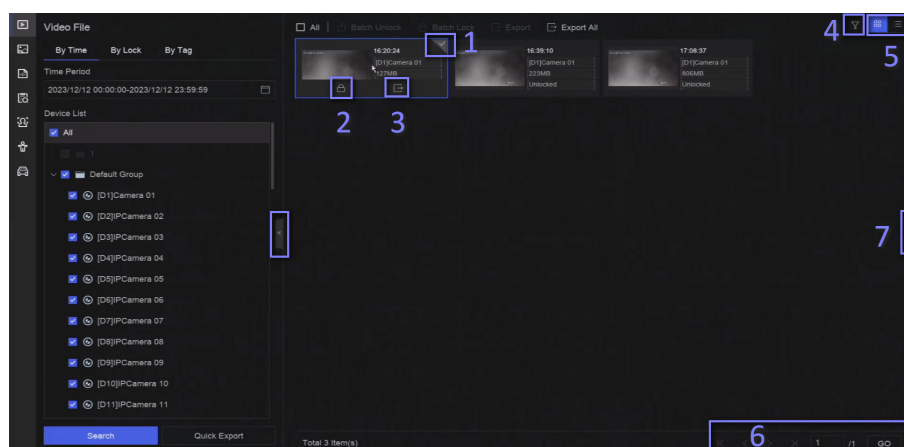 Video File
By Time By Lock By Tag
Time Period
2023/12/12 00:00:00-2023/12/12 23:59:59
Device List
All
1
Default Group
[D1]Camera 01
[D2]IPCamera 02
[D3]IPCamera 03
[D4]IPCamera 04
[D5]IPCamera 05
[D6]IPCamera 06
[D7]IPCamera 07
[D8]IPCamera 08
[D9]IPCamera 09
[D10]IPCamera 10
[D11]IPCamera 11
Search Quick Export
All Batch Unlock Batch Lock Export Export All
4
5
1
16:20:24
[D1]Camera 01
127MB
2 3
16:39:10
[D1]Camera 01
223MB
Unlocked
17:08:37
[D1]Camera 01
806MB
Unlocked
7
Total 3 Item(s)
6
1 /1 GO